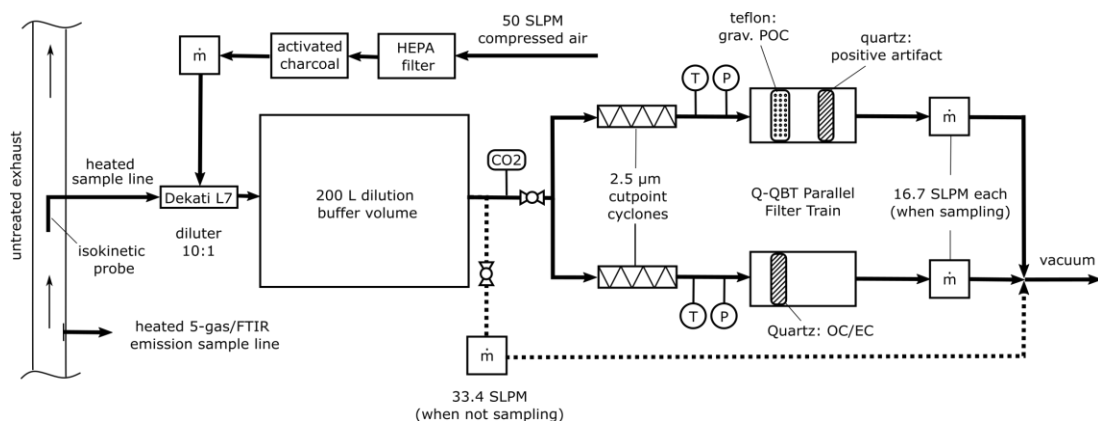 untreated exhaust
ṁ
activated
charcoal
HEPA
filter
50 SLPM
compressed air
teflon:
grav. POC
quartz:
positive artifact
T
P
ṁ
heated
sample line
Dekati L7
diluter
10:1
isokinetic
probe
200 L dilution
buffer volume
CO2
2.5 µm
cutpoint
cyclones
Q-QBT Parallel
Filter Train
16.7 SLPM each
(when sampling)
vacuum
ṁ
T
P
Quartz: OC/EC
heated 5-gas/FTIR
emission sample line
ṁ
33.4 SLPM
(when not sampling)